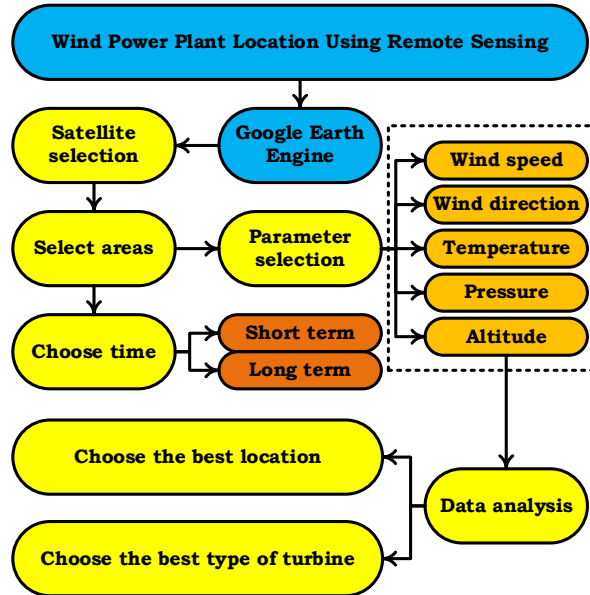 Wind Power Plant Location Using Remote Sensing
Satellite
selection
Google Earth
Engine
Wind speed
Wind direction
Select areas
Parameter
selection
Temperature
Pressure
Choose time
Short term
Long term
Altitude
Choose the best location
Data analysis
Choose the best type of turbine